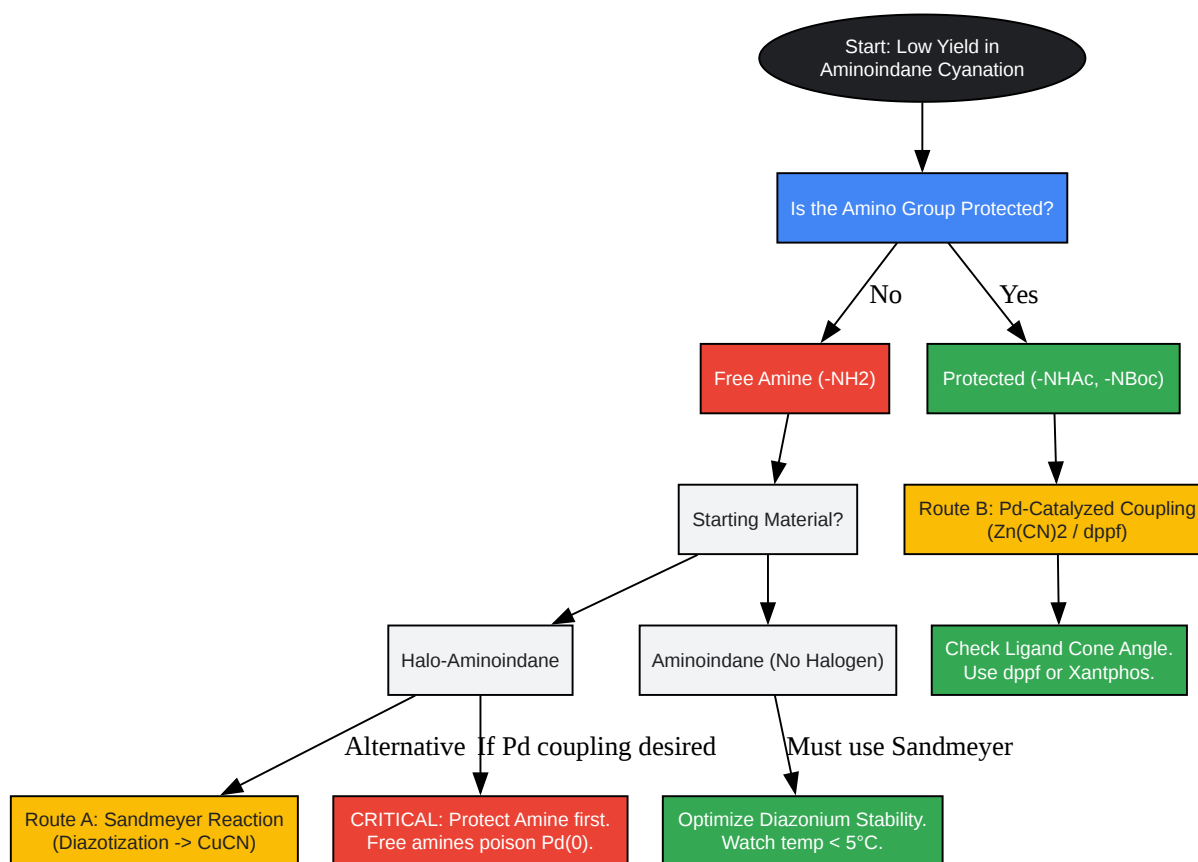 Start: Low Yield in
Aminoindane Cyanation
Is the Amino Group Protected?
No
Yes
Free Amine (-NH2)
Protected (-NHAc, -NBoc)
Starting Material?
Route B: Pd-Catalyzed Coupling
(Zn(CN)2 / dppf)
Halo-Aminoindane
Aminoindane (No Halogen)
Check Ligand Cone Angle.
Use dppf or Xantphos.
Alternative
If Pd coupling desired
Must use Sandmeyer
Route A: Sandmeyer Reaction
(Diazotization -> CuCN)
CRITICAL: Protect Amine first.
Free amines poison Pd(0).
Optimize Diazonium Stability.
Watch temp < 5°C.